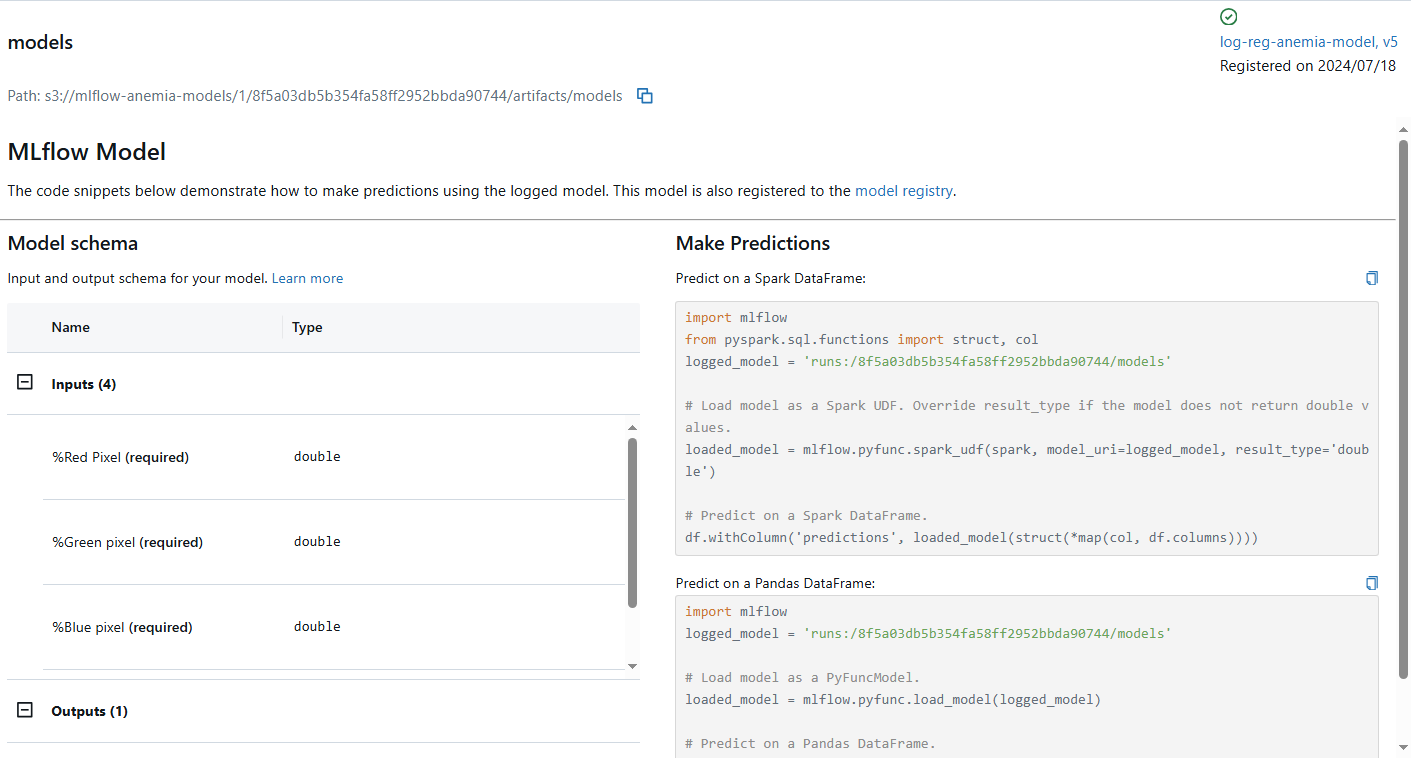 models
log-reg-anemia-model, v5
Registered on 2024/07/18
Path: s3://mlflow-anemia-models/1/8f5a03db5b354fa58ff2952bbda90744/artifacts/models
MLflow Model
The code snippets below demonstrate how to make predictions using the logged model. This model is also registered to the model registry.
Model schema
Input and output schema for your model. Learn more
Name Type
Inputs (4)
%Red Pixel (required) double
%Green pixel (required) double
%Blue pixel (required) double
Outputs (1)
Make Predictions
Predict on a Spark DataFrame:
import mlflow
from pyspark.sql.functions import struct, col
logged_model = 'runs:/8f5a03db5b354fa58ff2952bbda90744/models'
# Load model as a Spark UDF. Override result_type if the model does not return double v
alues.
loaded_model = mlflow.pyfunc.spark_udf(spark, model_uri=logged_model, result_type='doub
le')
# Predict on a Spark DataFrame.
df.withColumn('predictions', loaded_model(struct(*map(col, df.columns))))
Predict on a Pandas DataFrame:
import mlflow
logged_model = 'runs:/8f5a03db5b354fa58ff2952bbda90744/models'
# Load model as a PyFuncModel.
loaded_model = mlflow.pyfunc.load_model(logged_model)
# Predict on a Pandas DataFrame.